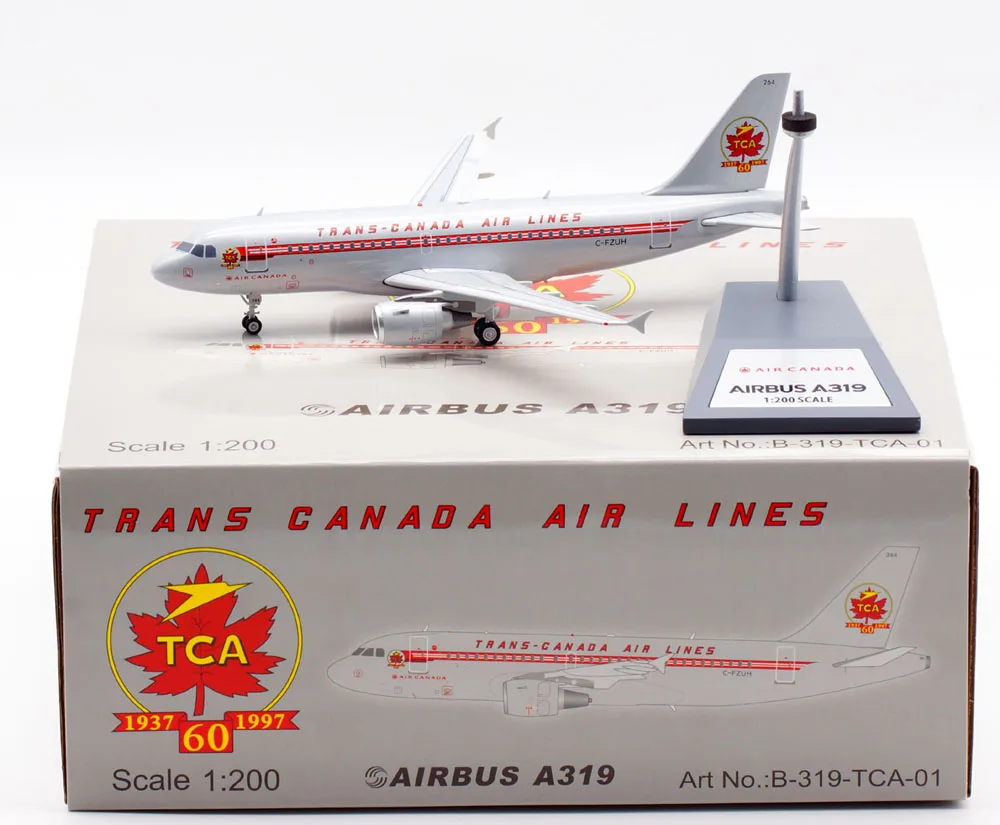 264
TCA
1937 1997
60
TRANS-CANADA AIR LINES
C-FZUH
TCA
AIR CANADA
LINES
60
AIR CANADA
AIRBUS A319
1:200 SCALE
AIRBUS A319
Scale 1:200
Art No.:B-319-TCA-01
TRANS CANADA AIR LINES
TCA
1937 1997
60
264
TCA
1937 1997
60
TRANS-CANADA AIR LINES
AIR CANADA
C-FZUH
Scale 1:200
AIRBUS A319
Art No.:B-319-TCA-01